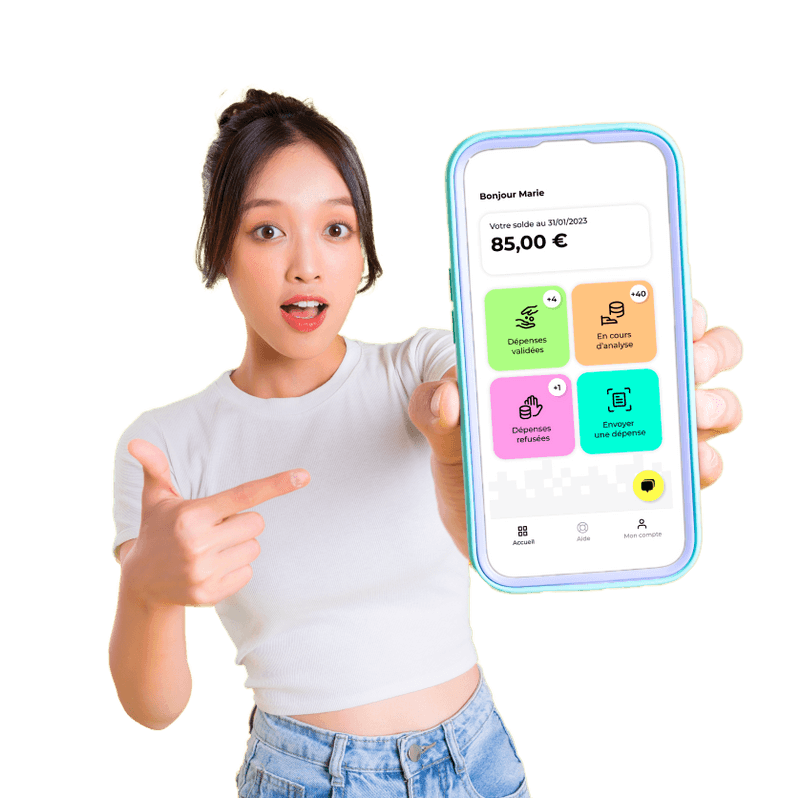 Bonjour Marie
Votre solde au 31/01/2023
85,00 €
+4
Dépenses
validées
+40
En cours
d'analyse
+1
Dépenses
refusées
Envoyer
une dépense
Accueil
Aide
Mon compte